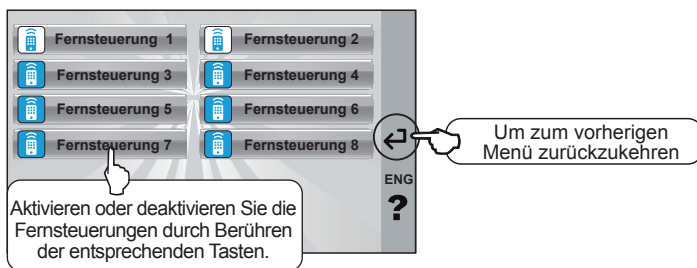 Fernsteuerung 1
Fernsteuerung 2
Fernsteuerung 3
Fernsteuerung 4
Fernsteuerung 5
Fernsteuerung 6
Fernsteuerung 7
Fernsteuerung 8
Um zum vorherigen
Menü zurückzukehren
ENG
?
Aktivieren oder deaktivieren Sie die
Fernsteuerungen durch Berühren
der entsprechenden Tasten.